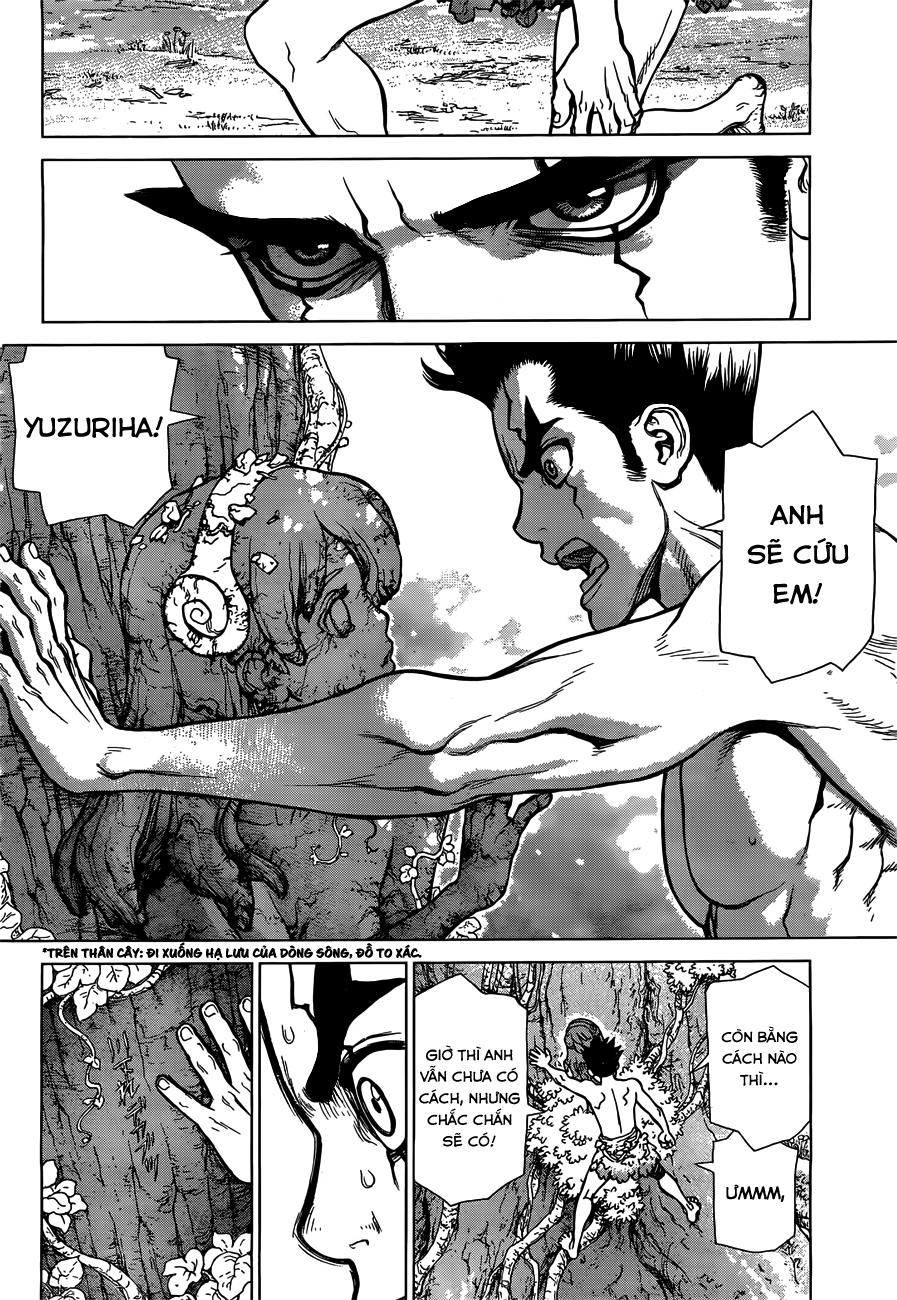 YUZURIHA!
ANH
SẼ CỨU
EM!
*TRÊN THÂN CÂY: ĐI XUỐNG HẠ LƯU CỦA DÒNG SÔNG, ĐỒ TO XÁC.
CÒN BẰNG
CÁCH NÀO
THÌ...
ƯMMM,
GIỜ THÌ ANH
VẪN CHƯA CÓ
CÁCH, NHƯNG
CHẮC CHẮN
SẼ CÓ!